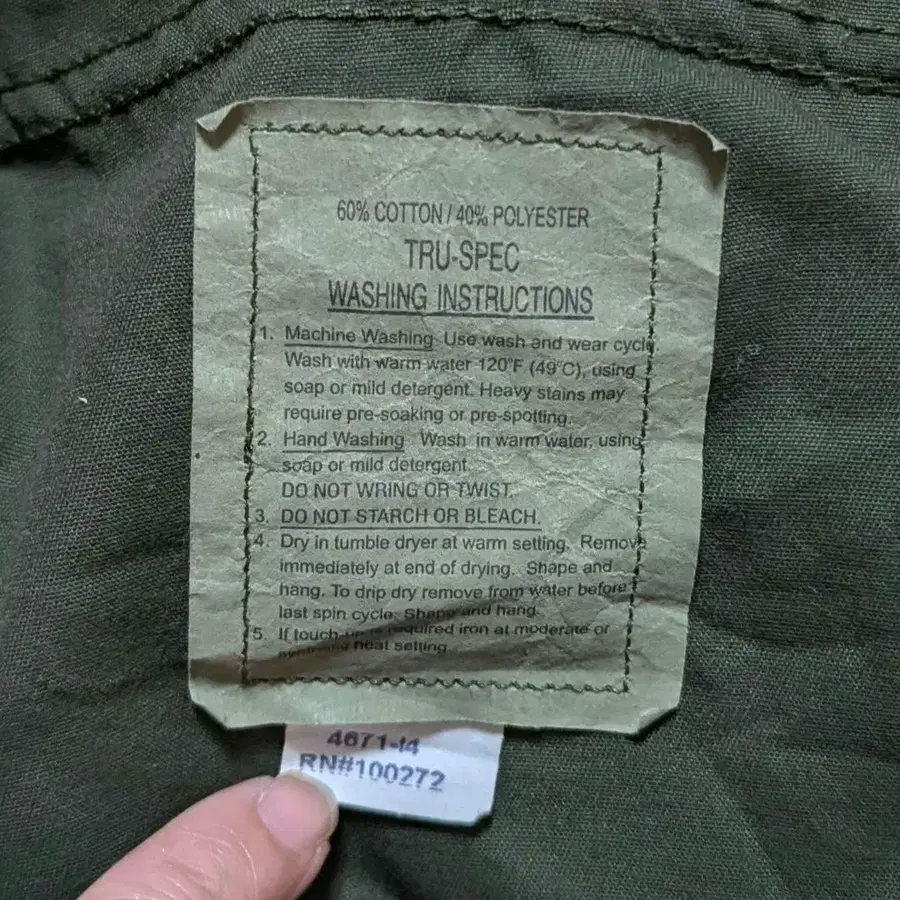 60% COTTON / 40% POLYESTER
TRU-SPEC
WASHING INSTRUCTIONS
1. Machine Washing Use wash and wear cycle.
Wash with warm water 120°F (49°C), using
soap or mild detergent. Heavy stains may
require pre-soaking or pre-spotting.
2. Hand Washing Wash in warm water, using
soap or mild detergent.
DO NOT WRING OR TWIST.
3. DO NOT STARCH OR BLEACH.
4. Dry in tumble dryer at warm setting. Remove
immediately at end of drying. Shape and
hang. To drip dry remove from water before
last spin cycle. Shape and hang
5. If touch-up is required iron at moderate or
heat setting
4671-I4
RN#100272